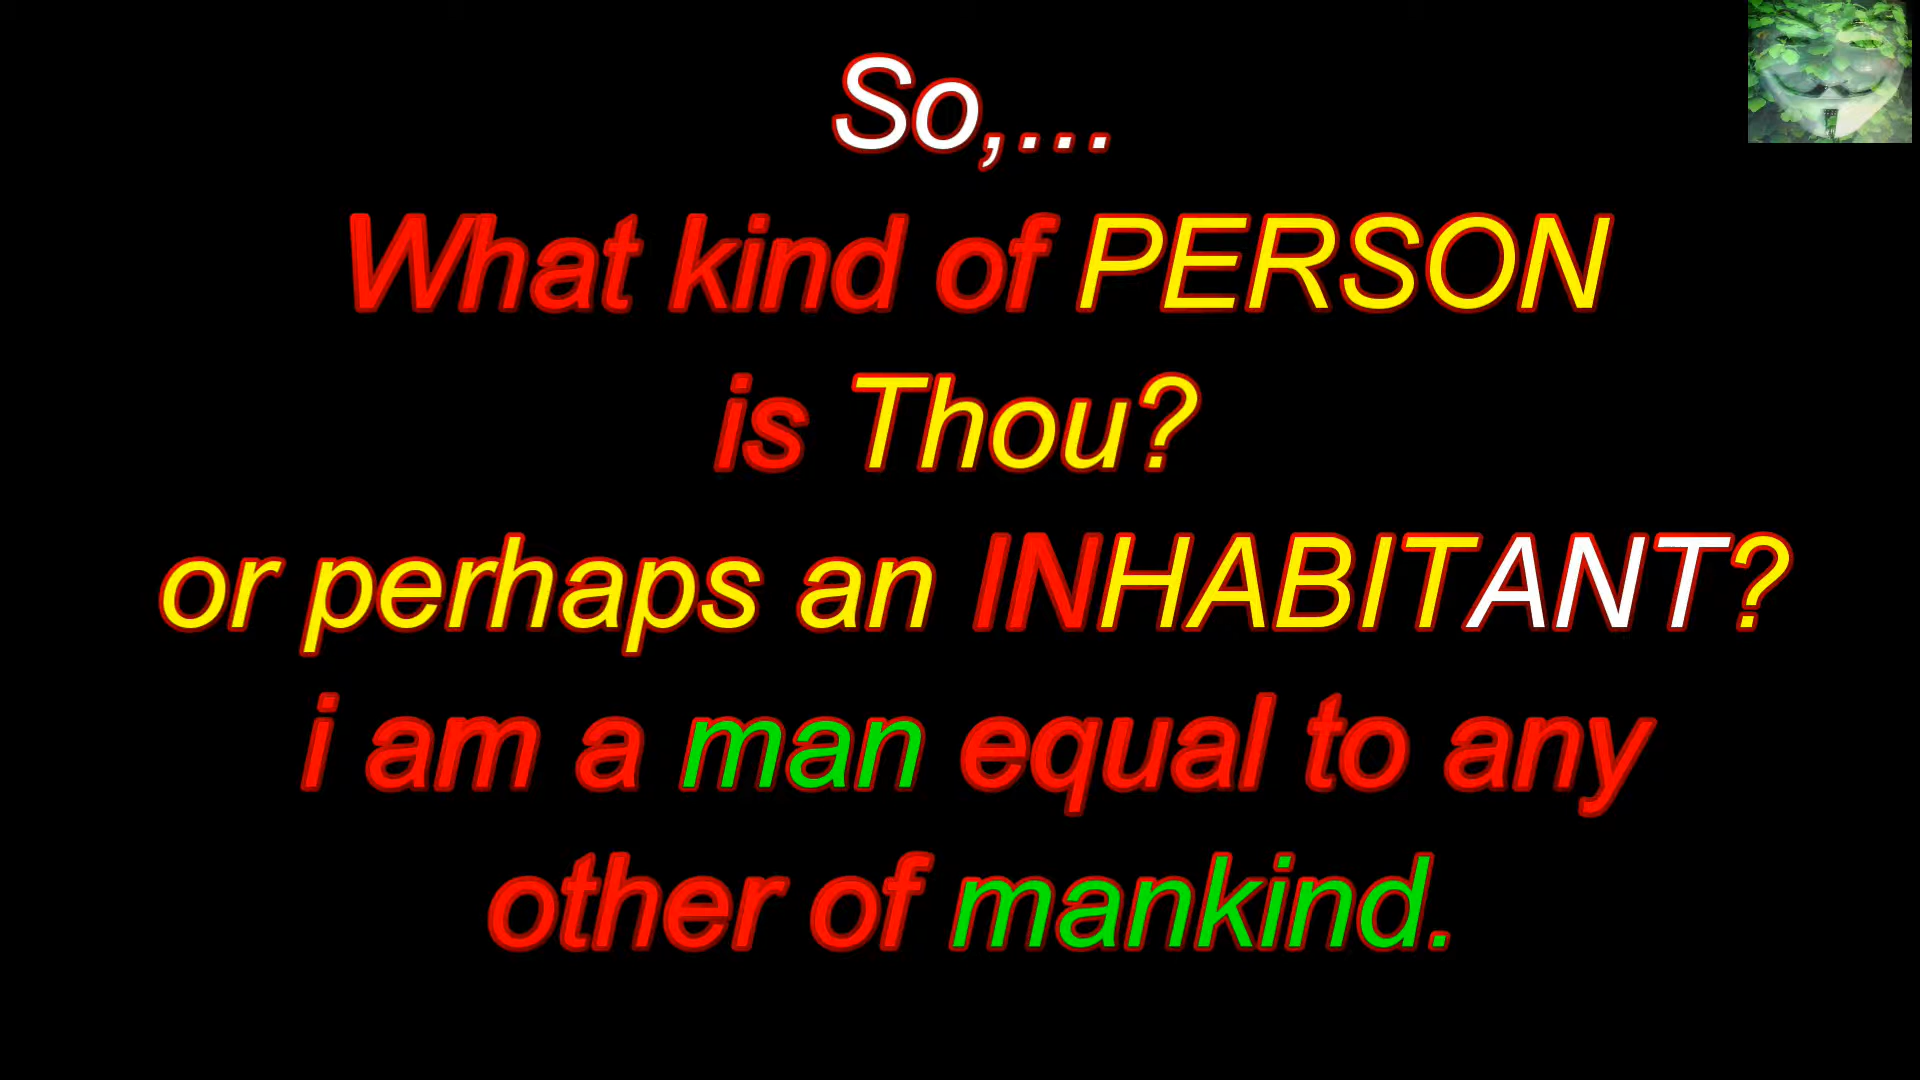 So,...
What kind of PERSON
is Thou?
or perhaps an INHABITANT?
i am a man equal to any
other of mankind.